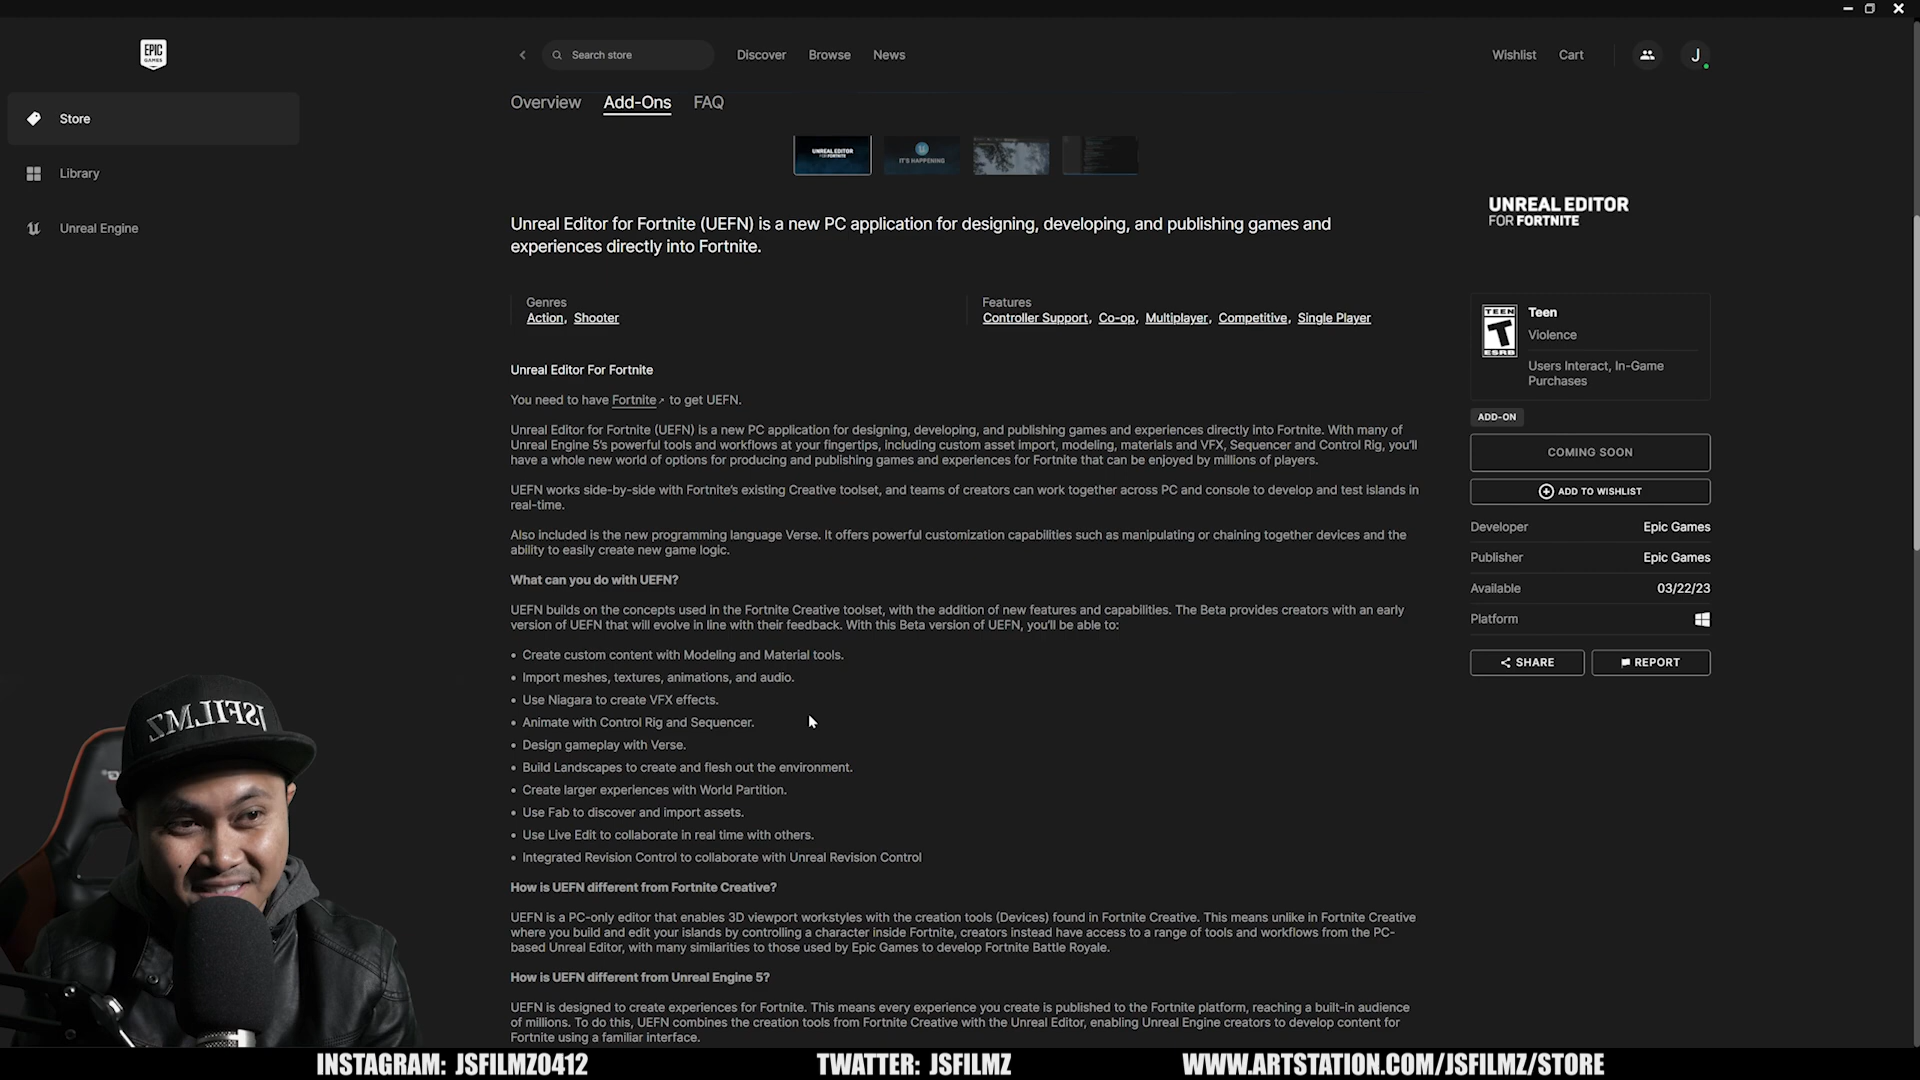 EPIC
GAMES
Search store
Discover
Browse
News
Wishlist
Cart
J
Store
Library
Unreal Engine
Overview
Add-Ons
FAQ
UNREAL EDITOR
FOR FORTNITE
IT'S HAPPENING
Unreal Editor for Fortnite (UEFN) is a new PC application for designing, developing, and publishing games and
experiences directly into Fortnite.
Genres
Action, Shooter
Features
Controller Support, Co-op, Multiplayer, Competitive, Single Player
Unreal Editor For Fortnite
You need to have Fortnite↗ to get UEFN.
Unreal Editor for Fortnite (UEFN) is a new PC application for designing, developing, and publishing games and experiences directly into Fortnite. With many of
Unreal Engine 5's powerful tools and workflows at your fingertips, including custom asset import, modeling, materials and VFX, Sequencer and Control Rig, you'll
have a whole new world of options for producing and publishing games and experiences for Fortnite that can be enjoyed by millions of players.
UEFN works side-by-side with Fortnite's existing Creative toolset, and teams of creators can work together across PC and console to develop and test islands in
real-time.
Also included is the new programming language Verse. It offers powerful customization capabilities such as manipulating or chaining together devices and the
ability to easily create new game logic.
What can you do with UEFN?
UEFN builds on the concepts used in the Fortnite Creative toolset, with the addition of new features and capabilities. The Beta provides creators with an early
version of UEFN that will evolve in line with their feedback. With this Beta version of UEFN, you'll be able to:
• Create custom content with Modeling and Material tools.
• Import meshes, textures, animations, and audio.
• Use Niagara to create VFX effects.
• Animate with Control Rig and Sequencer.
• Design gameplay with Verse.
• Build Landscapes to create and flesh out the environment.
• Create larger experiences with World Partition.
• Use Fab to discover and import assets.
• Use Live Edit to collaborate in real time with others.
• Integrated Revision Control to collaborate with Unreal Revision Control
How is UEFN different from Fortnite Creative?
UEFN is a PC-only editor that enables 3D viewport workstyles with the creation tools (Devices) found in Fortnite Creative. This means unlike in Fortnite Creative
where you build and edit your islands by controlling a character inside Fortnite, creators instead have access to a range of tools and workflows from the PC-
based Unreal Editor, with many similarities to those used by Epic Games to develop Fortnite Battle Royale.
How is UEFN different from Unreal Engine 5?
UEFN is designed to create experiences for Fortnite. This means every experience you create is published to the Fortnite platform, reaching a built-in audience
of millions. To do this, UEFN combines the creation tools from Fortnite Creative with the Unreal Editor, enabling Unreal Engine creators to develop content for
Fortnite using a familiar interface.
UNREAL EDITOR
FOR FORTNITE
TEEN
T
ESRB
Teen
Violence
Users Interact, In-Game
Purchases
ADD-ON
COMING SOON
ADD TO WISHLIST
Developer Epic Games
Publisher Epic Games
Available 03/22/23
Platform
SHARE
REPORT
JSFILMZ
INSTAGRAM: JSFILMZ0412
TWATTER: JSFILMZ
WWW.ARTSTATION.COM/JSFILMZ/STORE